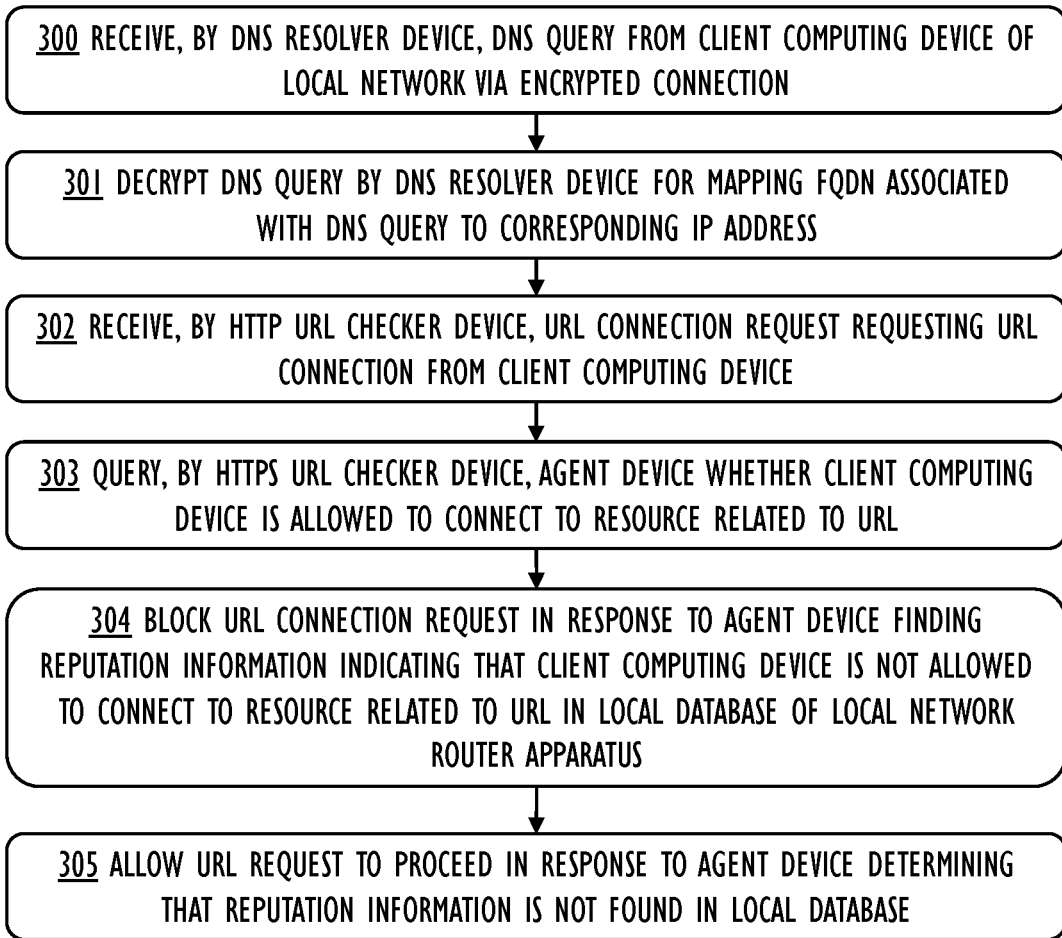 300 RECEIVE, BY DNS RESOLVER DEVICE, DNS QUERY FROM CLIENT COMPUTING DEVICE OF
LOCAL NETWORK VIA ENCRYPTED CONNECTION
301 DECRYPT DNS QUERY BY DNS RESOLVER DEVICE FOR MAPPING FQDN ASSOCIATED
WITH DNS QUERY TO CORRESPONDING IP ADDRESS
302 RECEIVE, BY HTTP URL CHECKER DEVICE, URL CONNECTION REQUEST REQUESTING URL
CONNECTION FROM CLIENT COMPUTING DEVICE
303 QUERY, BY HTTPS URL CHECKER DEVICE, AGENT DEVICE WHETHER CLIENT COMPUTING
DEVICE IS ALLOWED TO CONNECT TO RESOURCE RELATED TO URL
304 BLOCK URL CONNECTION REQUEST IN RESPONSE TO AGENT DEVICE FINDING
REPUTATION INFORMATION INDICATING THAT CLIENT COMPUTING DEVICE IS NOT ALLOWED
TO CONNECT TO RESOURCE RELATED TO URL IN LOCAL DATABASE OF LOCAL NETWORK
ROUTER APPARATUS
305 ALLOW URL REQUEST TO PROCEED IN RESPONSE TO AGENT DEVICE DETERMINING
THAT REPUTATION INFORMATION IS NOT FOUND IN LOCAL DATABASE